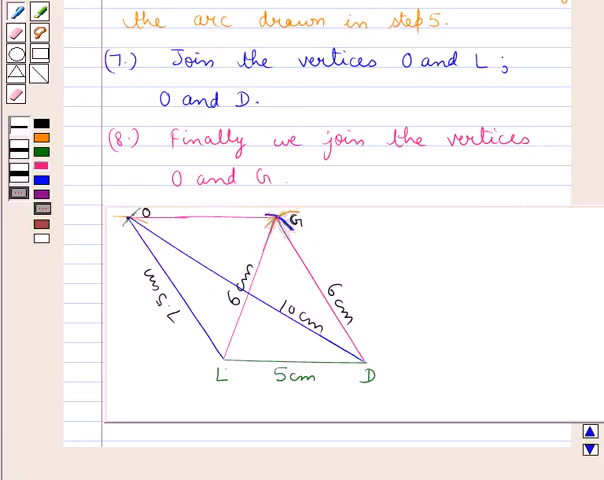 the arc drawn in step 5.
(7.) Join the vertices O and L ;
O and D.
(8.) Finally we join the vertices
O and G.
O
G
7.5cm
6cm
10cm
6cm
L
5cm
D